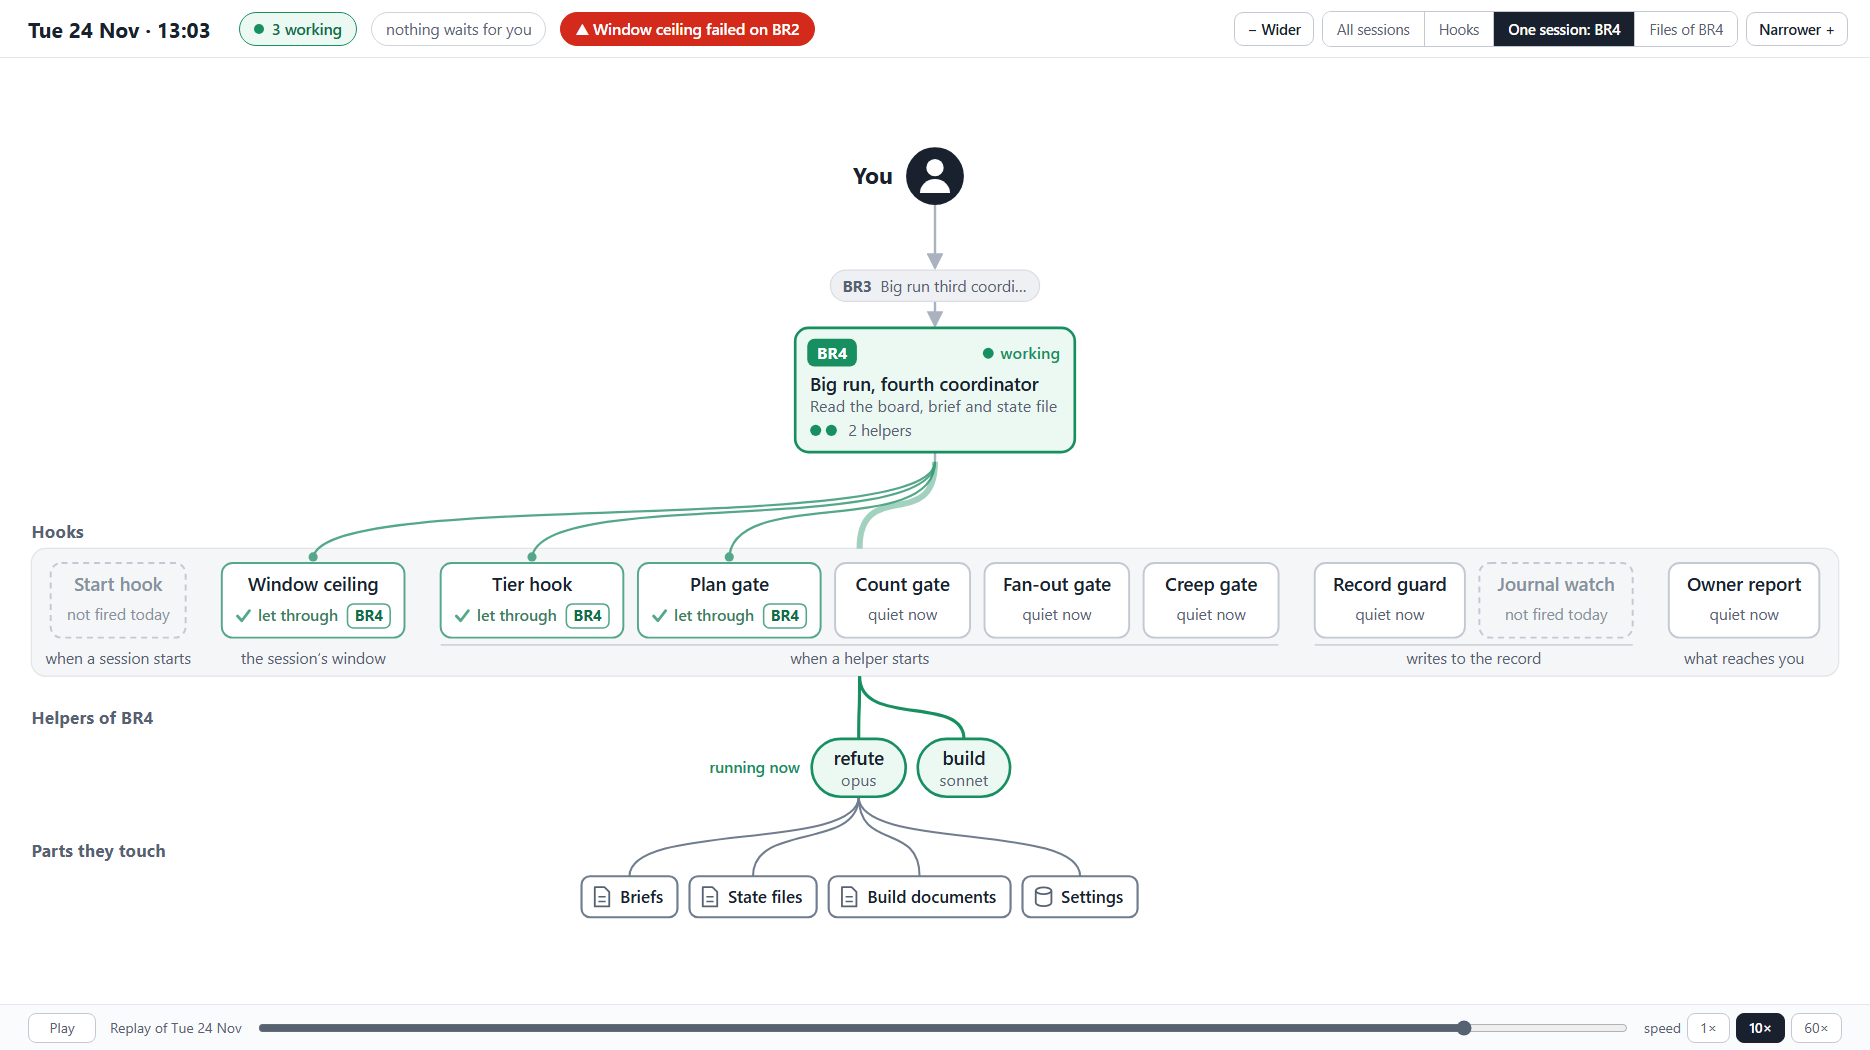 Tue 24 Nov · 13:03
3 working
nothing waits for you
Window ceiling failed on BR2
− Wider
All sessions
Hooks
One session: BR4
Files of BR4
Narrower +
You
BR3 Big run third coordi...
BR4
working
Big run, fourth coordinator
Read the board, brief and state file
2 helpers
Hooks
Start hook
not fired today
Window ceiling
let through BR4
Tier hook
let through BR4
Plan gate
let through BR4
Count gate
quiet now
Fan-out gate
quiet now
Creep gate
quiet now
Record guard
quiet now
Journal watch
not fired today
Owner report
quiet now
when a session starts
the session's window
when a helper starts
writes to the record
what reaches you
Helpers of BR4
running now
refute
opus
build
sonnet
Parts they touch
Briefs
State files
Build documents
Settings
Play
Replay of Tue 24 Nov
speed
1×
10×
60×